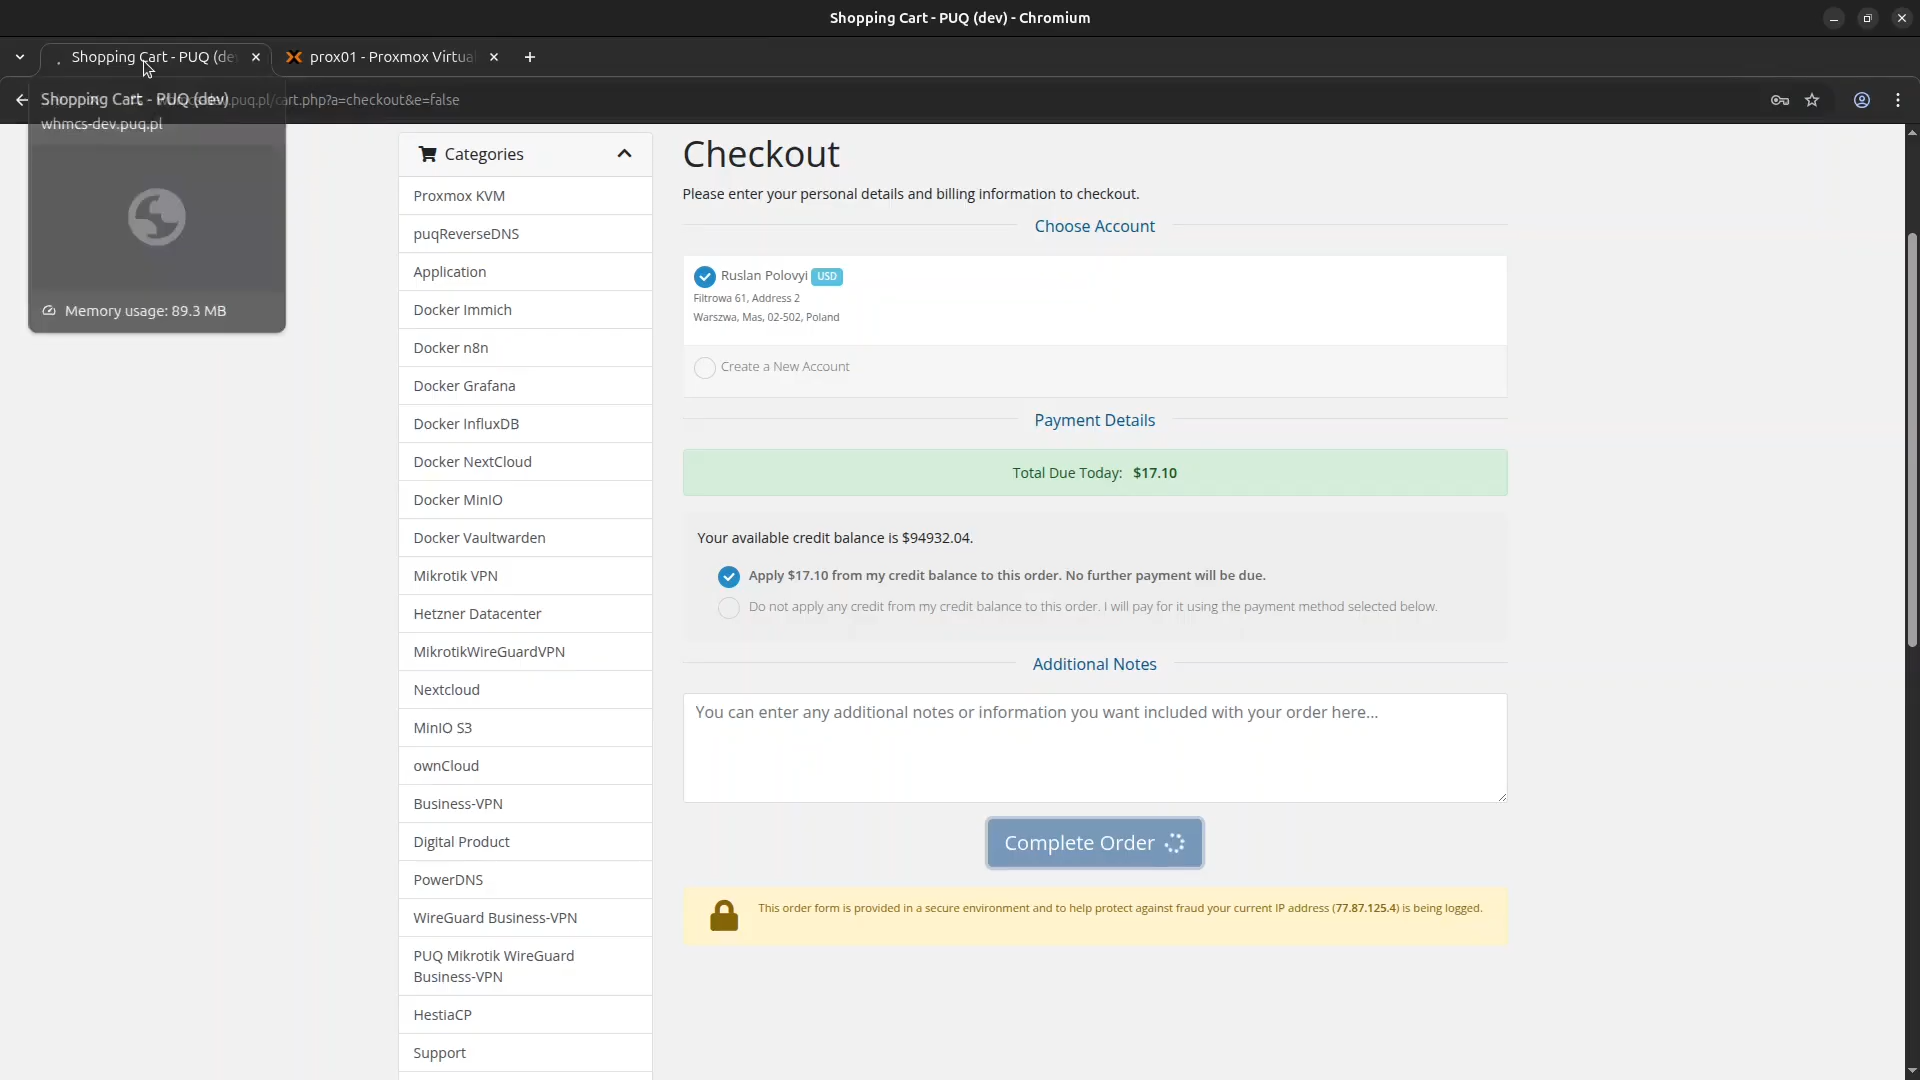 Shopping Cart - PUQ (dev) - Chromium
Shopping Cart - PUQ (de
prox01 - Proxmox Virtua
puq.pl/cart.php?a=checkout&e=false
Shopping Cart - PUQ (dev)
whmcs-dev.puq.pl
Memory usage: 89.3 MB
Categories
Proxmox KVM
puqReverseDNS
Application
Docker Immich
Docker n8n
Docker Grafana
Docker InfluxDB
Docker NextCloud
Docker MinIO
Docker Vaultwarden
Mikrotik VPN
Hetzner Datacenter
MikrotikWireGuardVPN
Nextcloud
MinIO S3
ownCloud
Business-VPN
Digital Product
PowerDNS
WireGuard Business-VPN
PUQ Mikrotik WireGuard
Business-VPN
HestiaCP
Support
Checkout
Please enter your personal details and billing information to checkout.
Choose Account
Ruslan Polovyi USD
Filtrowa 61, Address 2
Warszwa, Mas, 02-502, Poland
Create a New Account
Payment Details
Total Due Today: $17.10
Your available credit balance is $94932.04.
Apply $17.10 from my credit balance to this order. No further payment will be due.
Do not apply any credit from my credit balance to this order. I will pay for it using the payment method selected below.
Additional Notes
You can enter any additional notes or information you want included with your order here...
Complete Order
This order form is provided in a secure environment and to help protect against fraud your current IP address (77.87.125.4) is being logged.